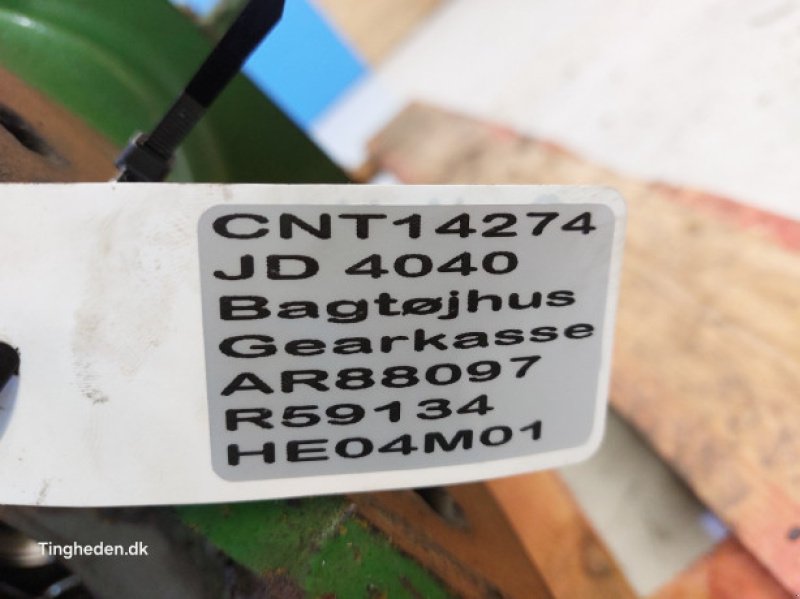 CNT14274
JD 4040
Bagtøjhus
Gearkasse
AR88097
R59134
HE04M01
Tingheden.dk